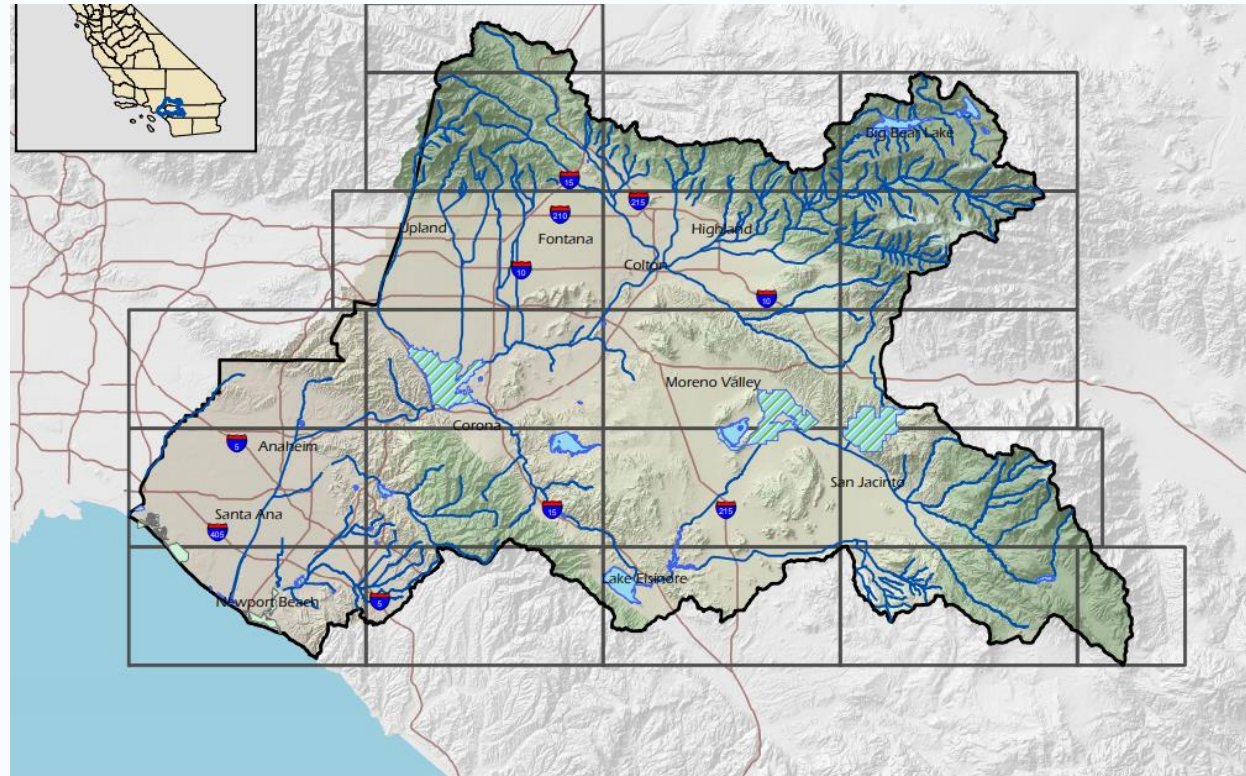 Big Bear Lake
15
215
210
Upland
Highland
Fontana
Colton
10
10
Moreno Valley
Corona
5
Anaheim
San Jacinto
Santa Ana
15
215
405
Lake Elsinore
Newport Beach
5